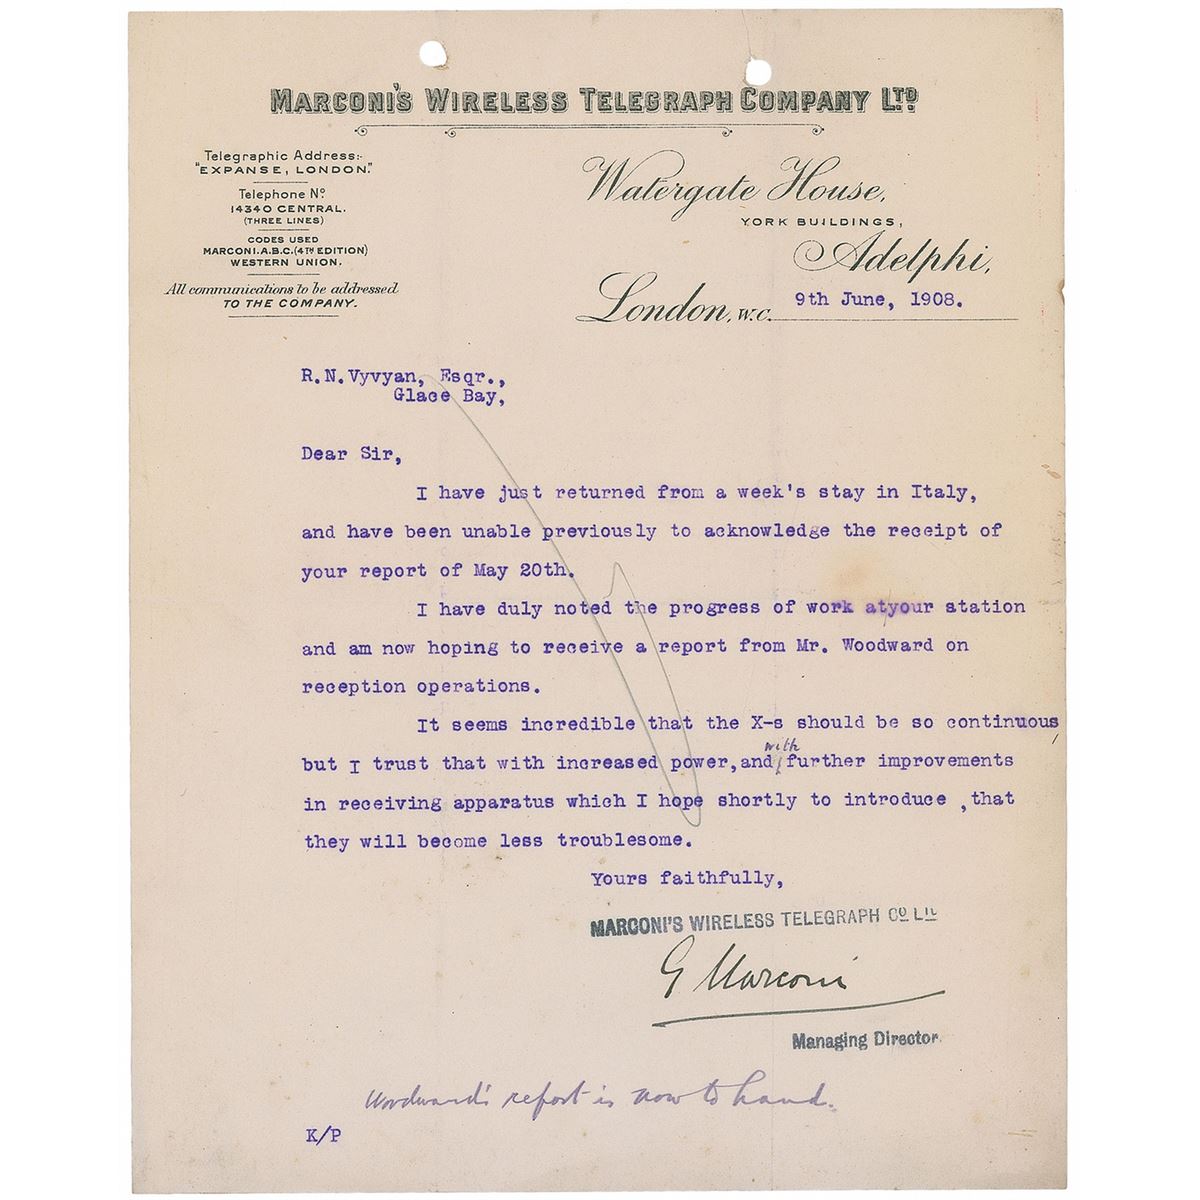 MARCONI'S WIRELESS TELEGRAPH COMPANY LTD
Telegraphic Address:-
"EXPANSE, LONDON."
Telephone No.
14340 CENTRAL.
(THREE LINES)
CODES USED
MARCONI. A.B.C. (4TH EDITION)
WESTERN UNION.
All communications to be addressed
TO THE COMPANY.
Watergate House,
YORK BUILDINGS,
Adelphi,
London, W.C. 9th June, 1908.
R.N.Vyvyan, Esqr.,
Glace Bay,
Dear Sir,
I have just returned from a week's stay in Italy,
and have been unable previously to acknowledge the receipt of
your report of May 20th.
I have duly noted the progress of work at your station
and am now hoping to receive a report from Mr. Woodward on
reception operations.
It seems incredible that the X-s should be so continuous,
but I trust that with increased power, and with further improvements
in receiving apparatus which I hope shortly to introduce, that
they will become less troublesome.
Yours faithfully,
MARCONI'S WIRELESS TELEGRAPH CO LTD
G Marconi
Managing Director.
Woodward's report is now to hand.
K/P